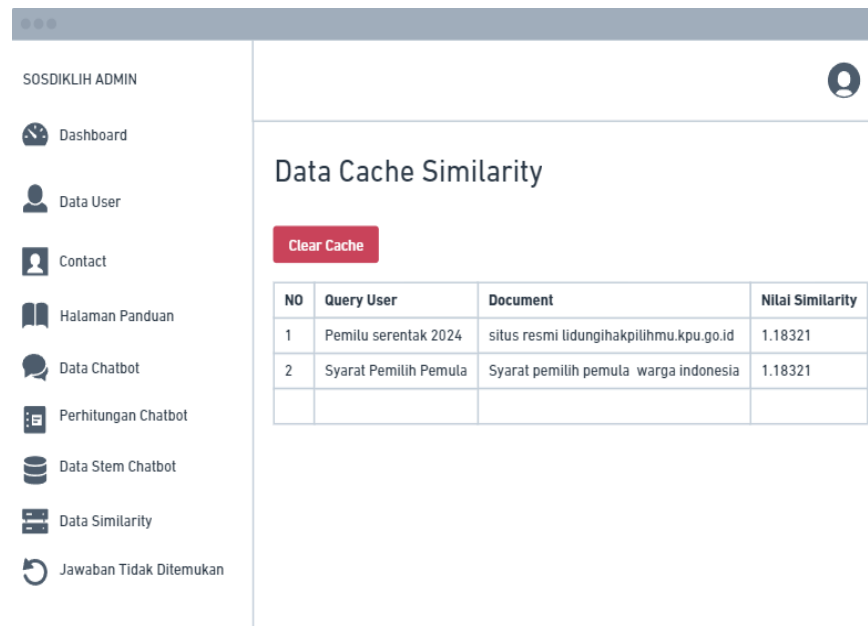 SOSDIKLIH ADMIN
Dashboard
Data User
Contact
Halaman Panduan
Data Chatbot
Perhitungan Chatbot
Data Stem Chatbot
Data Similarity
Jawaban Tidak Ditemukan
Data Cache Similarity
Clear Cache
NO Query User Document Nilai Similarity
1 Pemilu serentak 2024 situs resmi lidungihakpilihmu.kpu.go.id 1.18321
2 Syarat Pemilih Pemula Syarat pemilih pemula warga indonesia 1.18321